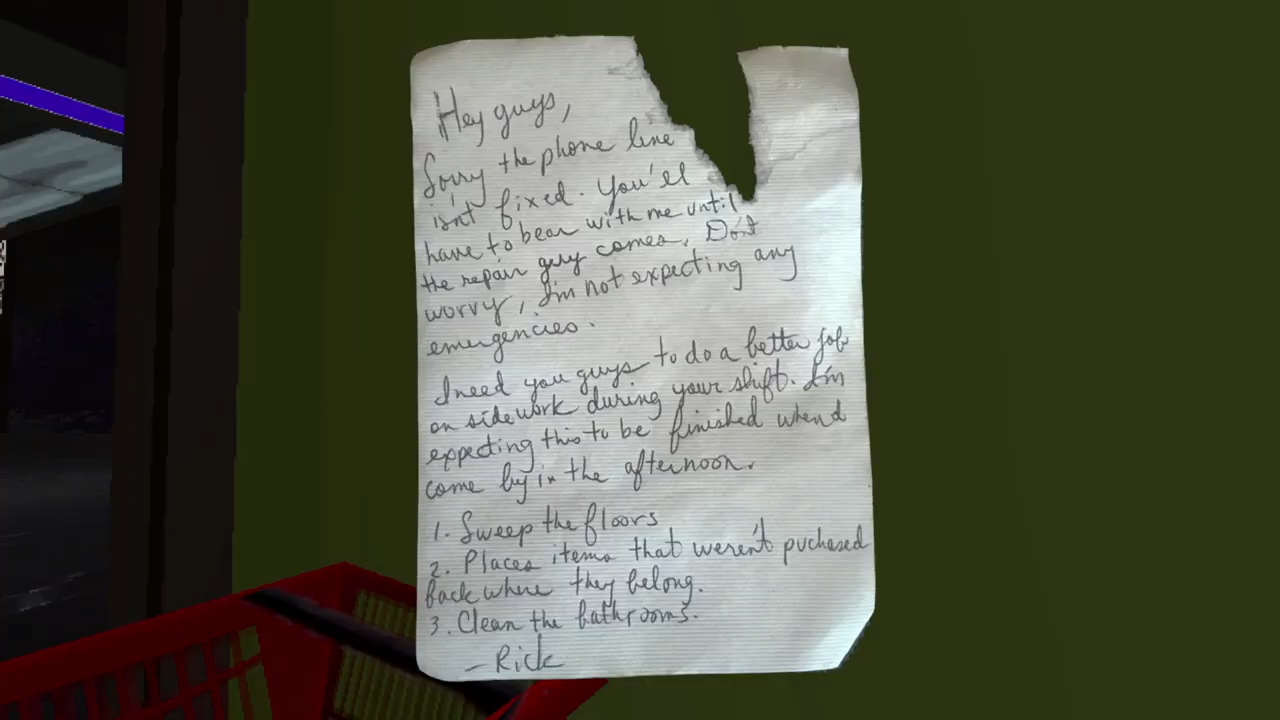 Hey guys,
Sorry the phone line
isn't fixed. You'll
have to bear with me until
the repair guy comes. Don't
worry, I'm not expecting any
emergencies.
I need you guys to do a better job
on sidework during your shift. I'm
expecting this to be finished when I
come by in the afternoon.
1. Sweep the floors
2. Places items that weren't puchased
back where they belong.
3. Clean the bathrooms.
- Rick